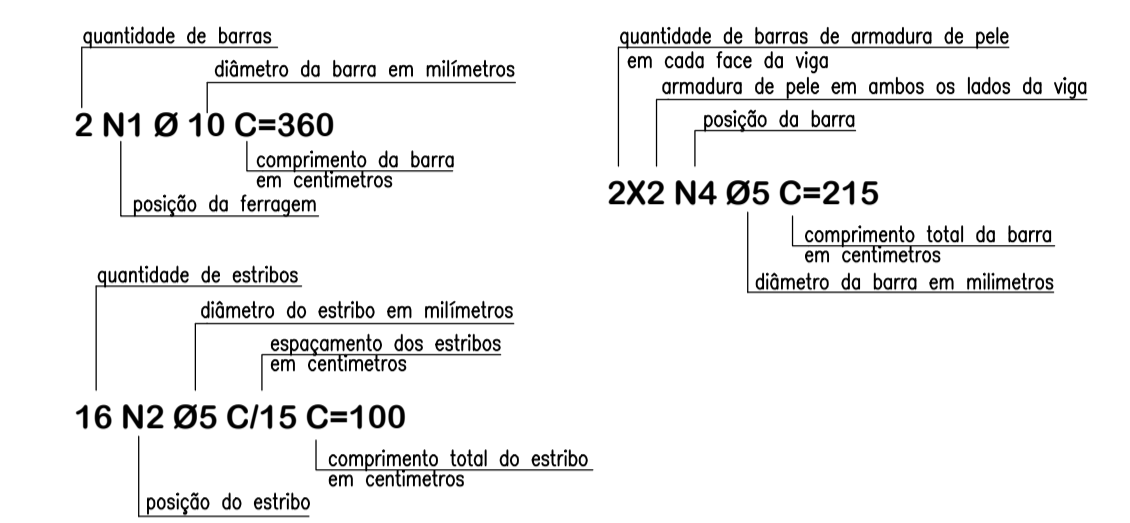 quantidade de barras
diâmetro da barra em milímetros
2 N1 Ø 10 C=360
comprimento da barra
em centimetros
posição da ferragem
quantidade de barras de armadura de pele
em cada face da viga
armadura de pele em ambos os lados da viga
posição da barra
2X2 N4 Ø5 C=215
comprimento total da barra
em centimetros
diâmetro da barra em milimetros
quantidade de estribos
diâmetro do estribo em milímetros
espaçamento dos estribos
em centimetros
16 N2 Ø5 C/15 C=100
comprimento total do estribo
em centimetros
posição do estribo